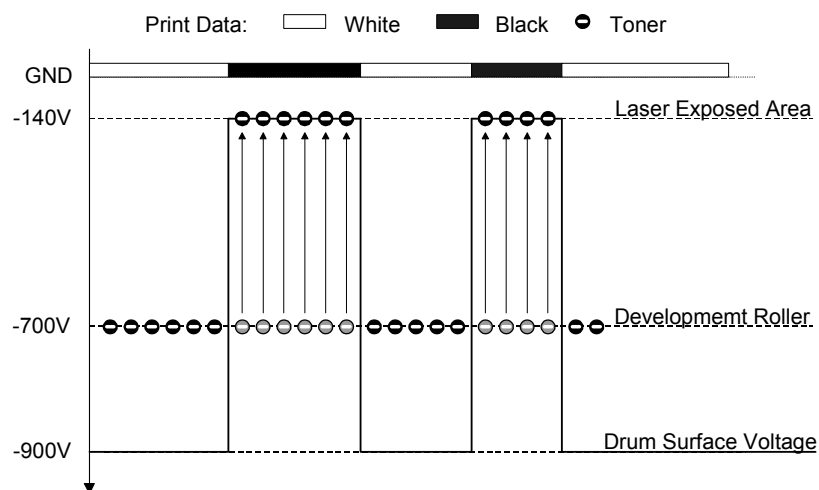 Print Data: White Black Toner
GND
Laser Exposed Area
-140V
Developmemt Roller
-700V
Drum Surface Voltage
-900V